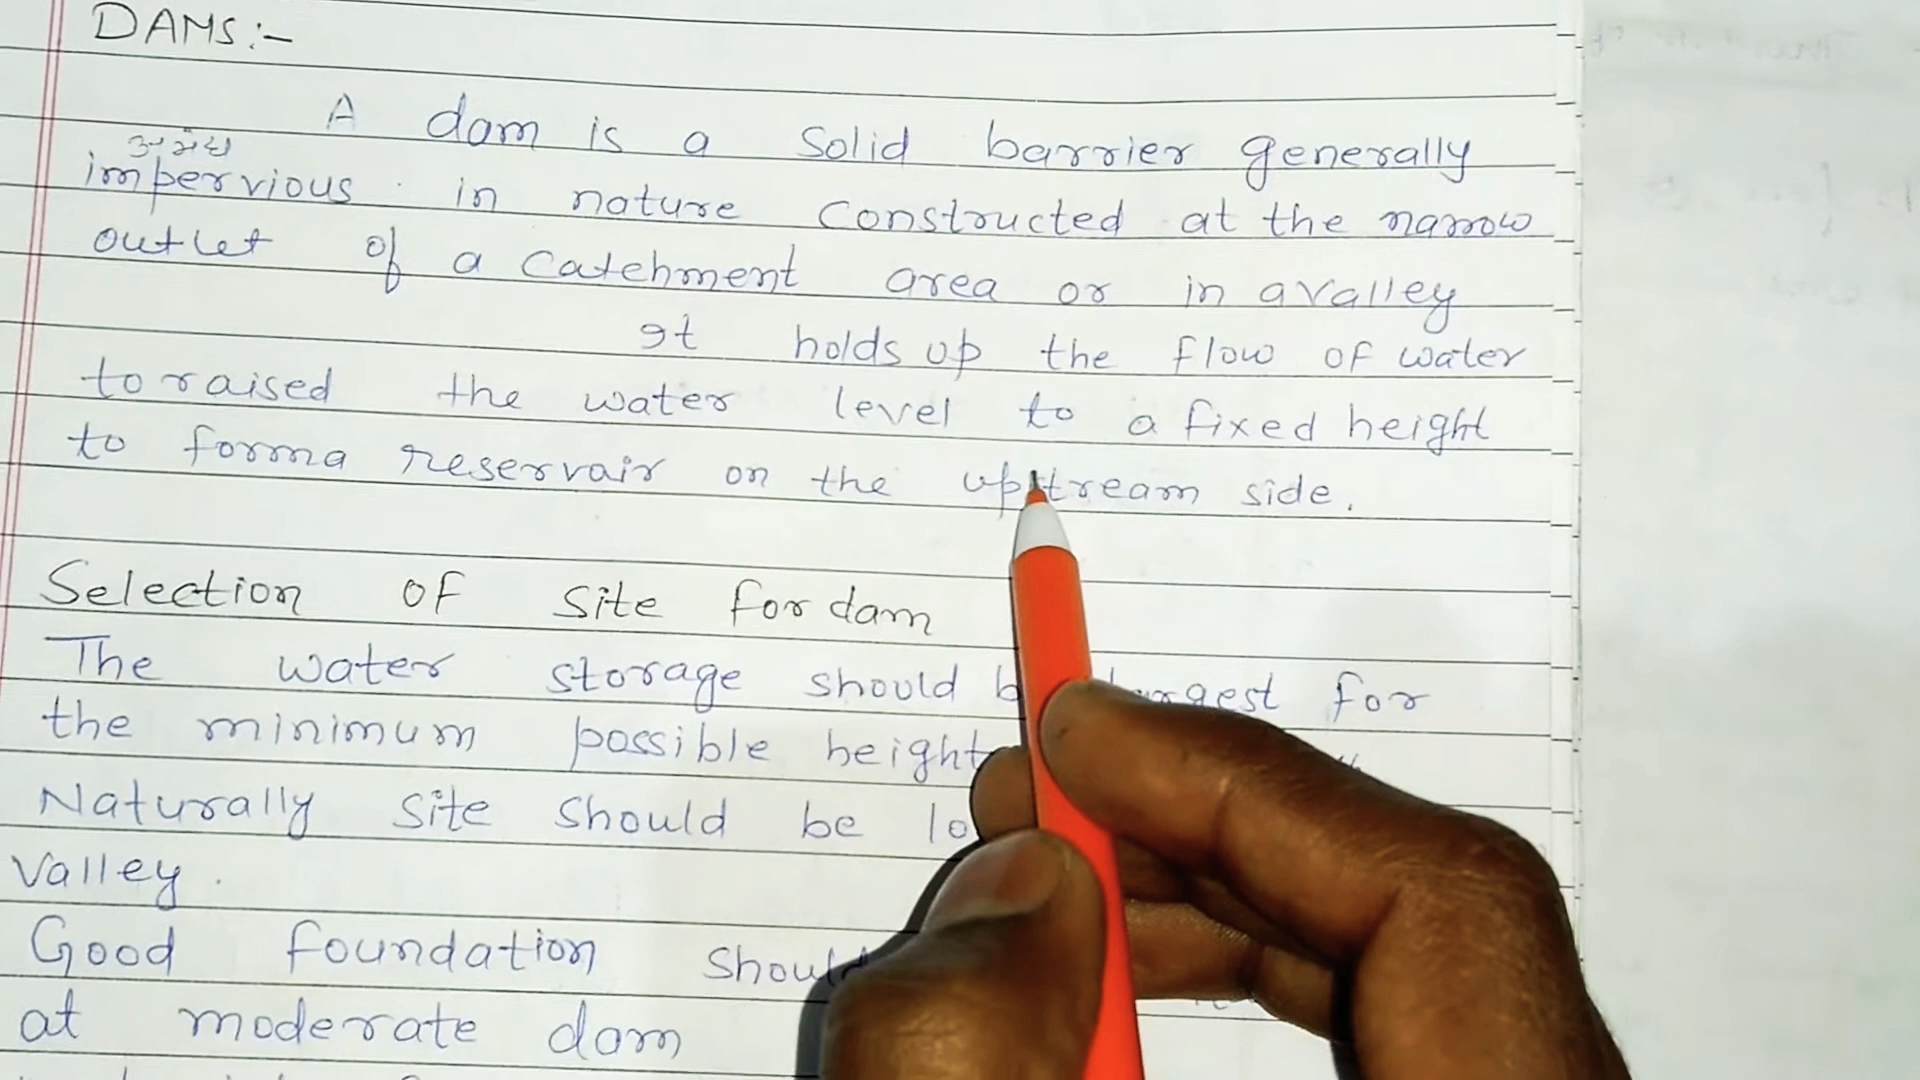 DAMS:-
A dam is a solid barrier generally
अभेद्य
impervious in nature constructed at the narrow
outlet of a catchment area or in a valley
It holds up the flow of water
to raised the water level to a fixed height
to form a reservair on the upstream side.
Selection of site for dam
The water storage should largest for
the minimum possible height
Naturally site should be
valley.
Good foundation
at moderate dam